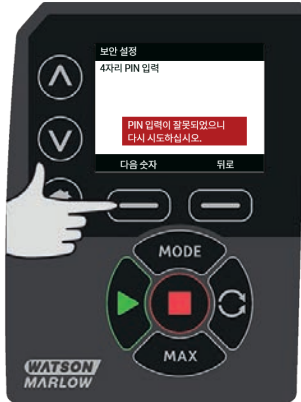 보안 설정
4자리 PIN 입력
PIN 입력이 잘못되었으니
다시 시도하십시오.
다음 숫자 뒤로
MODE
MAX
WATSON
MARLOW